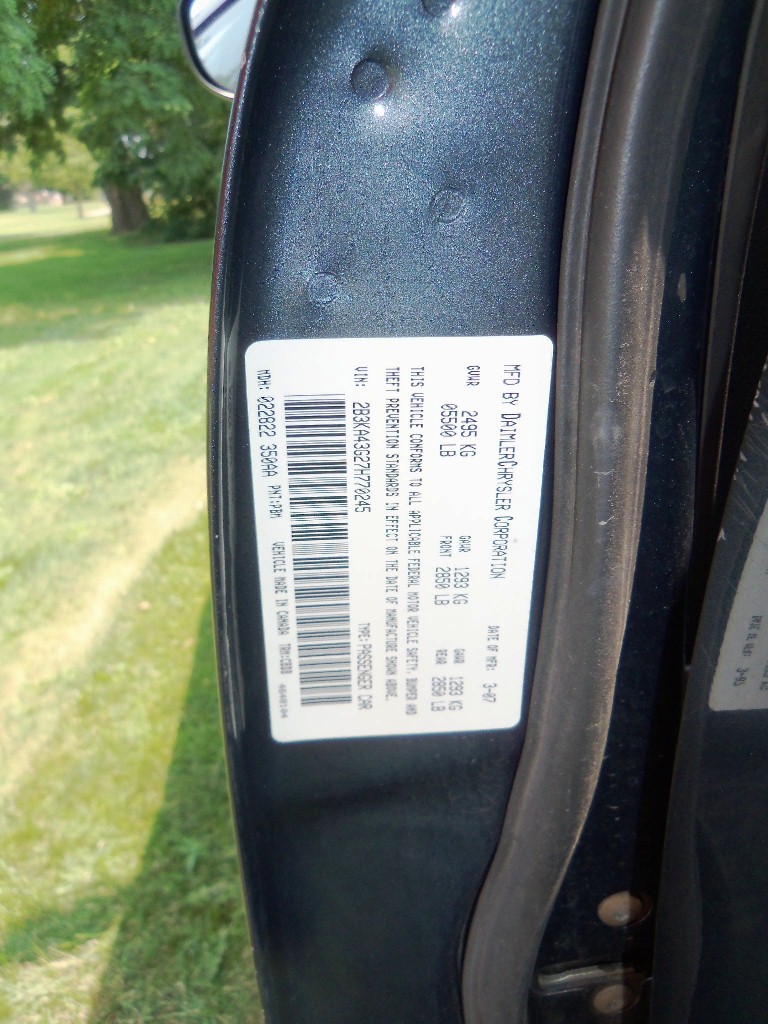 MFD BY DAIMLERCHRYSLER CORPORATION
DATE OF MFR: 3-07
GVWR 2495 KG
05500 LB
GAWR FRONT 1293 KG
2850 LB
GAWR REAR 1293 KG
2850 LB
THIS VEHICLE CONFORMS TO ALL APPLICABLE FEDERAL MOTOR VEHICLE SAFETY, BUMPER AND
THEFT PREVENTION STANDARDS IN EFFECT ON THE DATE OF MANUFACTURE SHOWN ABOVE.
VIN: 2B3KA43G27H770245
TYPE: PASSENGER CAR
MDH: 022822 350AA PNT:PBM
VEHICLE MADE IN CANADA